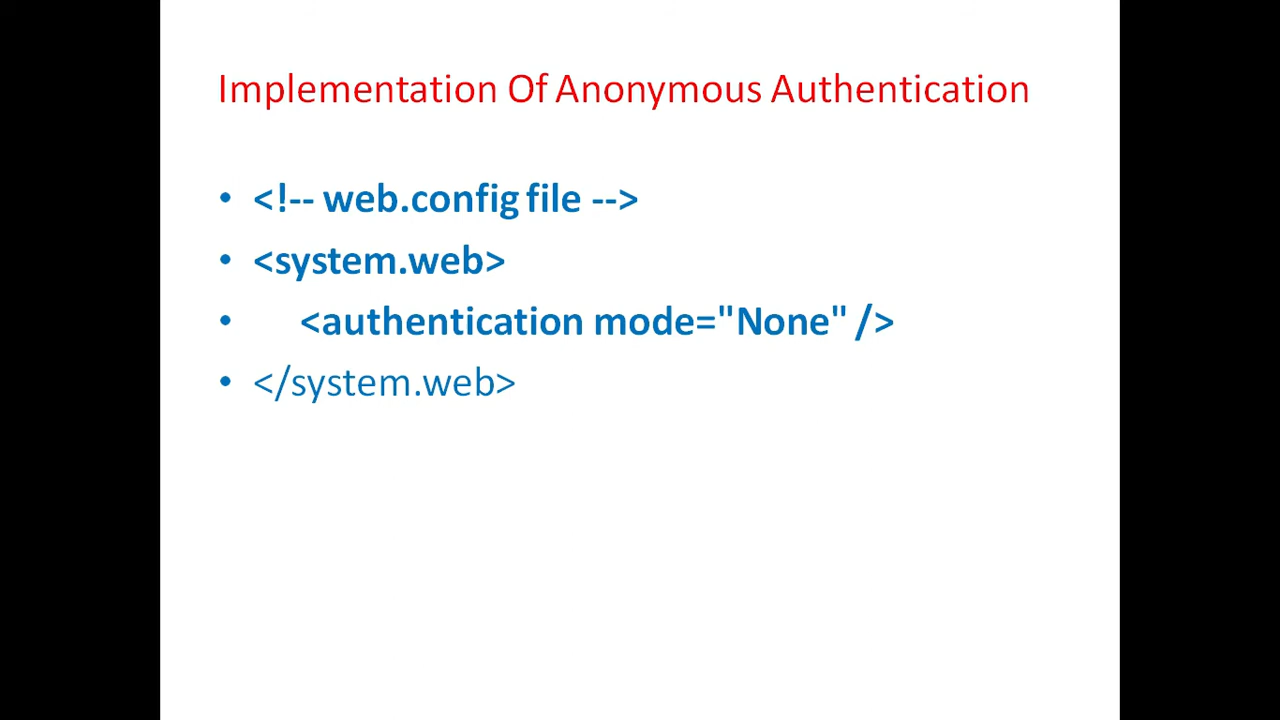 Implementation Of Anonymous Authentication
• <!-- web.config file -->
• <system.web>
• <authentication mode="None" />
• </system.web>